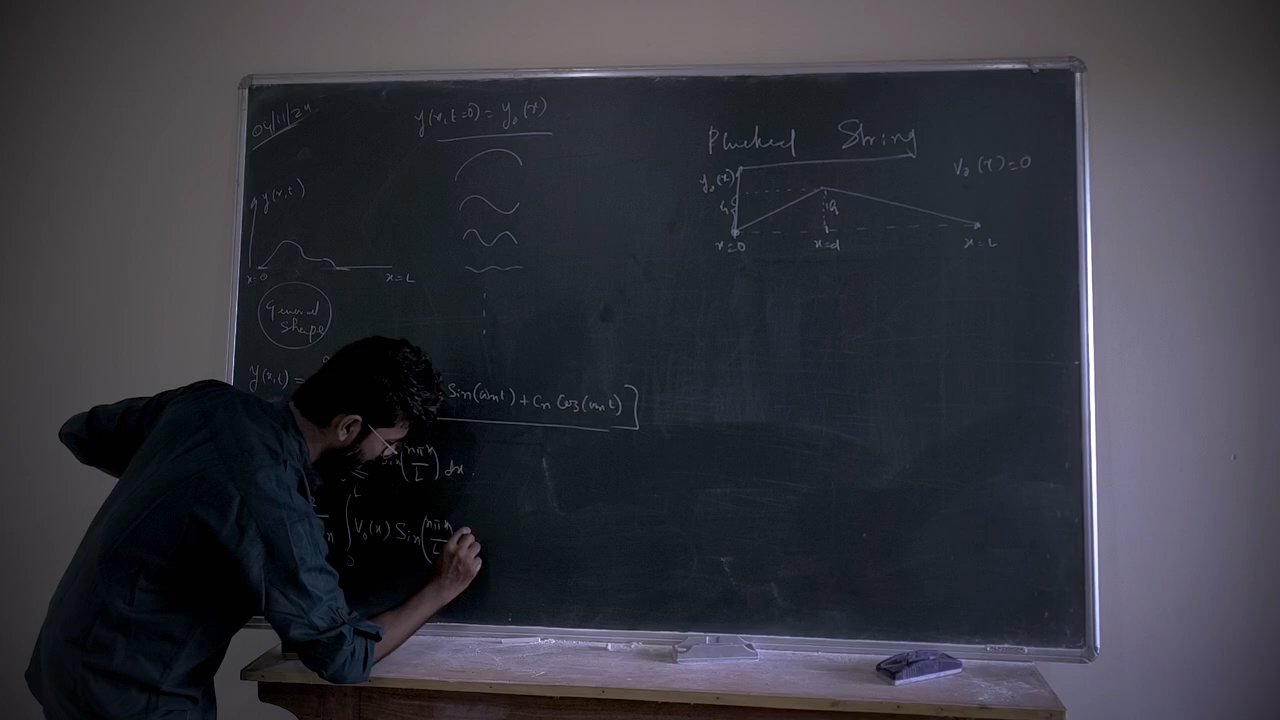 04/11/24
y(x,t=0) = y₀(x)
y(x,t)
x=0
x=L
General
Shape
y(x,t) =
Sin(ωₙt) + Cₙ Cos(ωₙt)]
Sin(nπx/L) dx.
∫₀ᴸ V₀(x) Sin(nπx/L
Plucked String
V₀(x)=0
y₀(x)
x=0
x=d
x=L